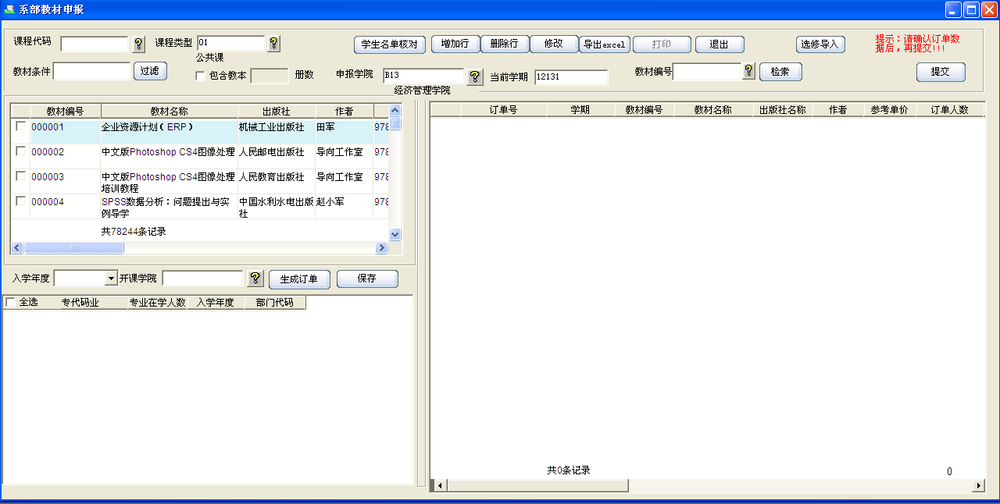 系部教材申报
课程代码 课程类型 01 学生名单核对 增加行 删除行 修改 导出excel 打印 退出 选修导入 提示：请确认订单数
据后，再提交!!!
公共课
教材条件 过滤 包含教本 册数 申报学院 B13 当前学期 12131 教材编号 检索 提交
经济管理学院
教材编号 教材名称 出版社 作者
000001 企业资源计划（ERP） 机械工业出版社 田军 978
000002 中文版Photoshop CS4图像处理 人民邮电出版社 导向工作室 978
000003 中文版Photoshop CS4图像处理 人民教育出版社 导向工作室 978
培训教程
000004 SPSS数据分析：问题提出与实 中国水利水电出版 赵小军 978
例导学 社
共78244条记录
入学年度 开课学院 生成订单 保存
全选 专代码业 专业在学人数 入学年度 部门代码
订单号 学期 教材编号 教材名称 出版社名称 作者 参考单价 订单人数
共0条记录 0